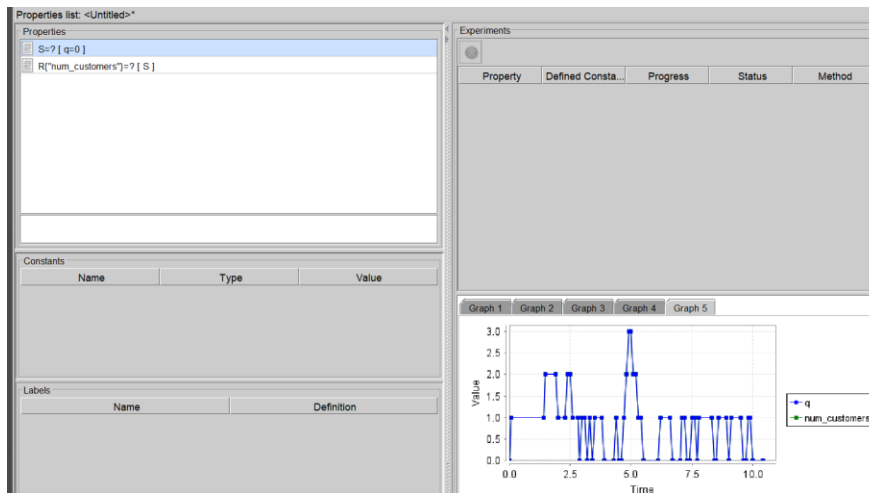 Properties list: <Untitled>*
Properties
S=? [ q=0 ]
R{"num_customers"}=? [ S ]
Constants
Name Type Value
Labels
Name Definition
Experiments
Property Defined Consta... Progress Status Method
Graph 1 Graph 2 Graph 3 Graph 4 Graph 5
3.0
2.5
2.0
1.5
1.0
0.5
0.0
Value
0.0 2.5 5.0 7.5 10.0
Time
q
num_customers